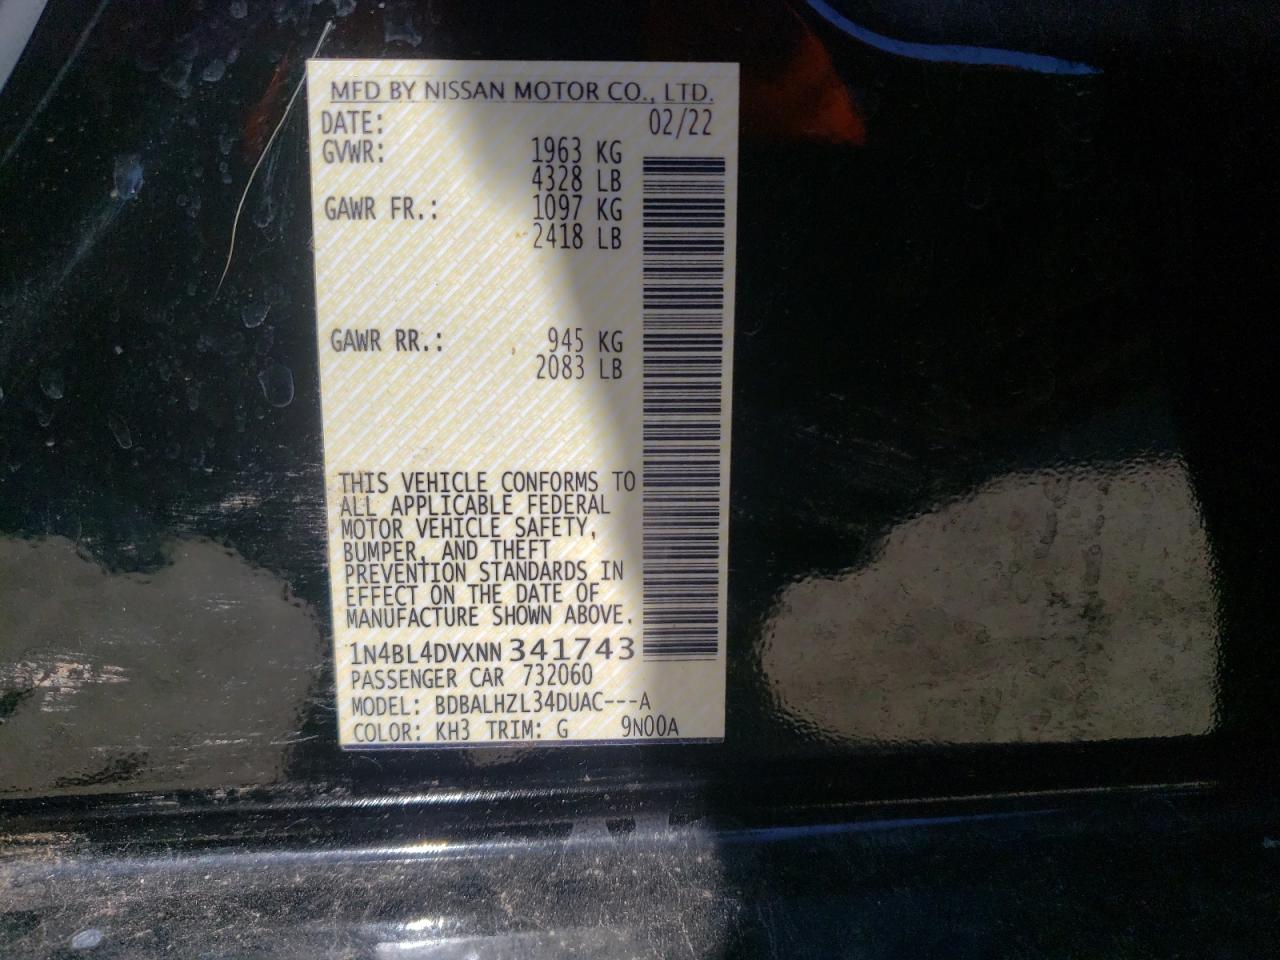 MFD BY NISSAN MOTOR CO., LTD.
DATE: 02/22
GVWR: 1963 KG
4328 LB
GAWR FR.: 1097 KG
2418 LB
GAWR RR.: 945 KG
2083 LB
THIS VEHICLE CONFORMS TO
ALL APPLICABLE FEDERAL
MOTOR VEHICLE SAFETY,
BUMPER, AND THEFT
PREVENTION STANDARDS IN
EFFECT ON THE DATE OF
MANUFACTURE SHOWN ABOVE.
1N4BL4DVXNN341743
PASSENGER CAR 732060
MODEL: BDBALHZL34DUAC---A
COLOR: KH3 TRIM: G 9N00A